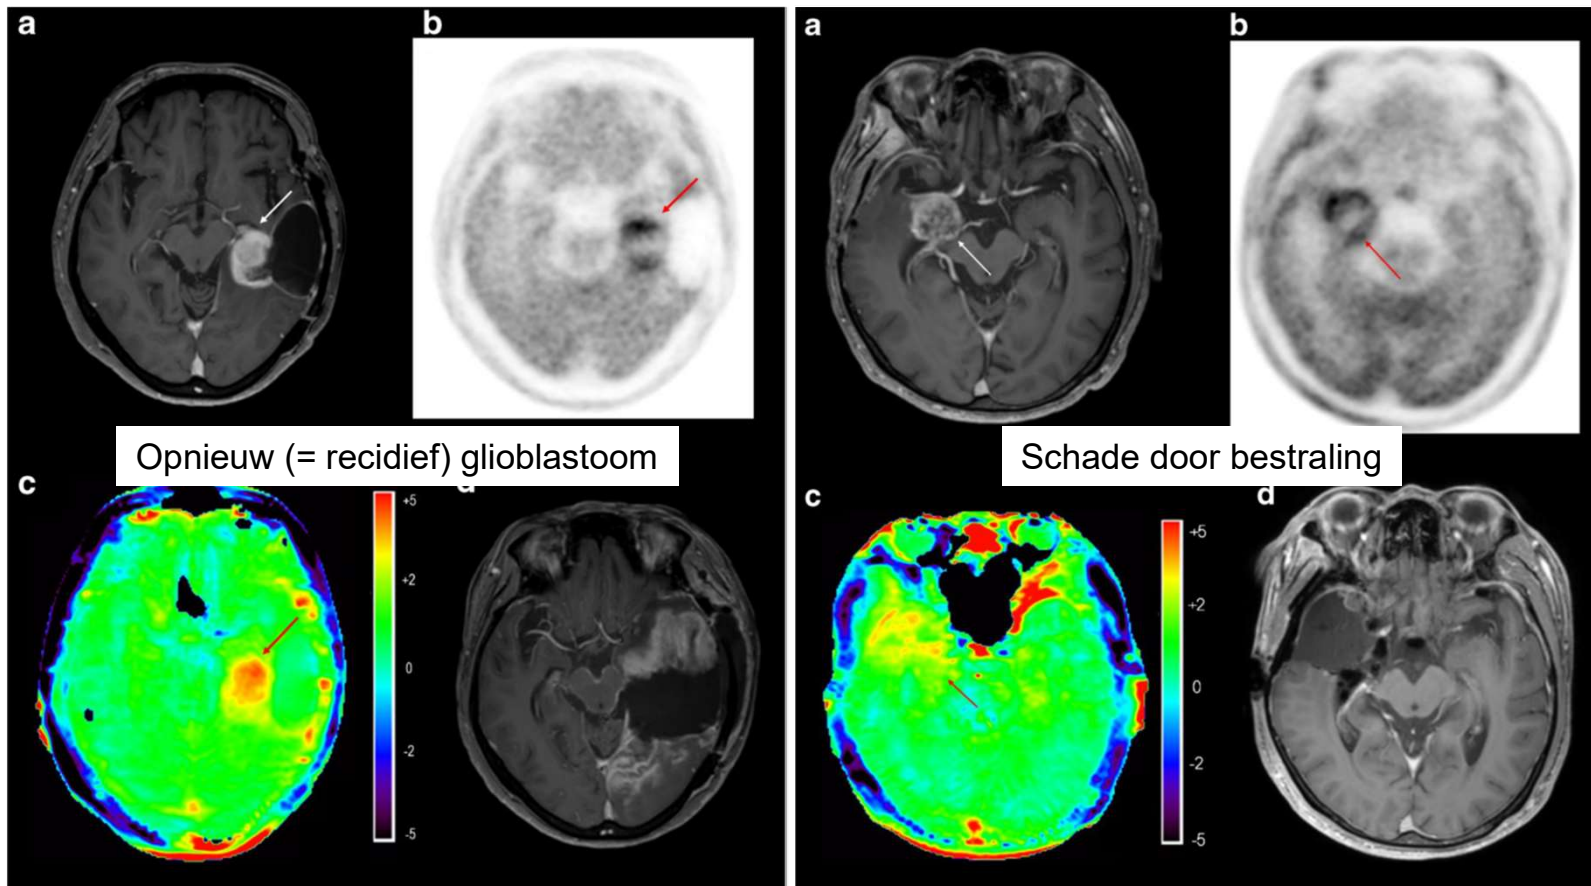 a
b
Opnieuw (= recidief) glioblastoom
c
d
+5
+2
0
-2
-5
a
b
Schade door bestraling
c
d
+5
+2
0
-2
-5